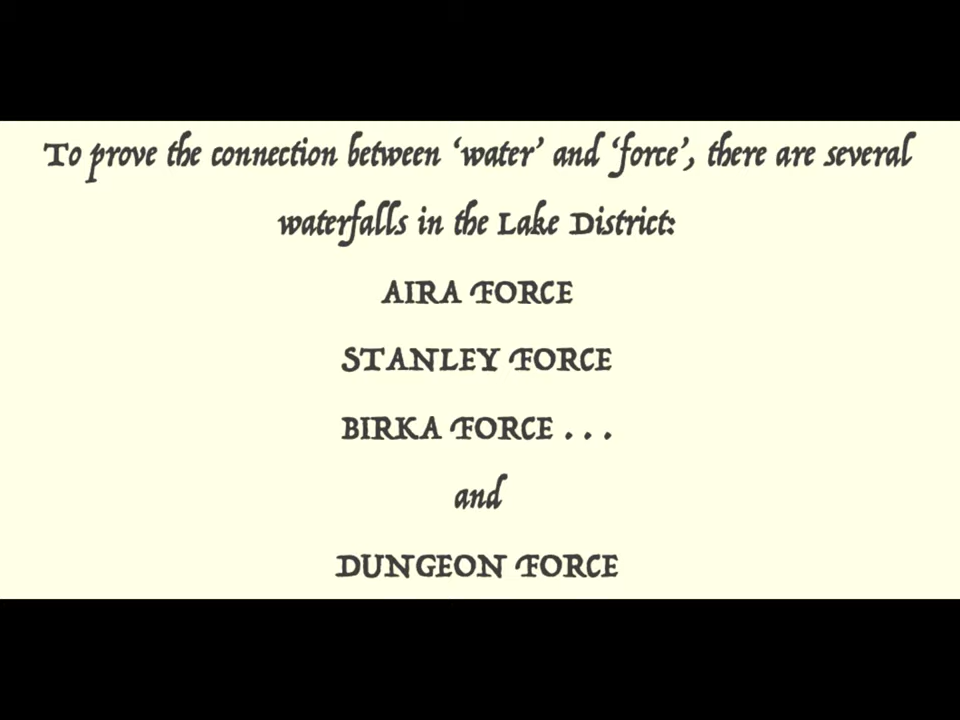 To prove the connection between ‘water’ and ‘force’, there are several
waterfalls in the Lake District:
AIRA FORCE
STANLEY FORCE
BIRKA FORCE . . .
and
DUNGEON FORCE